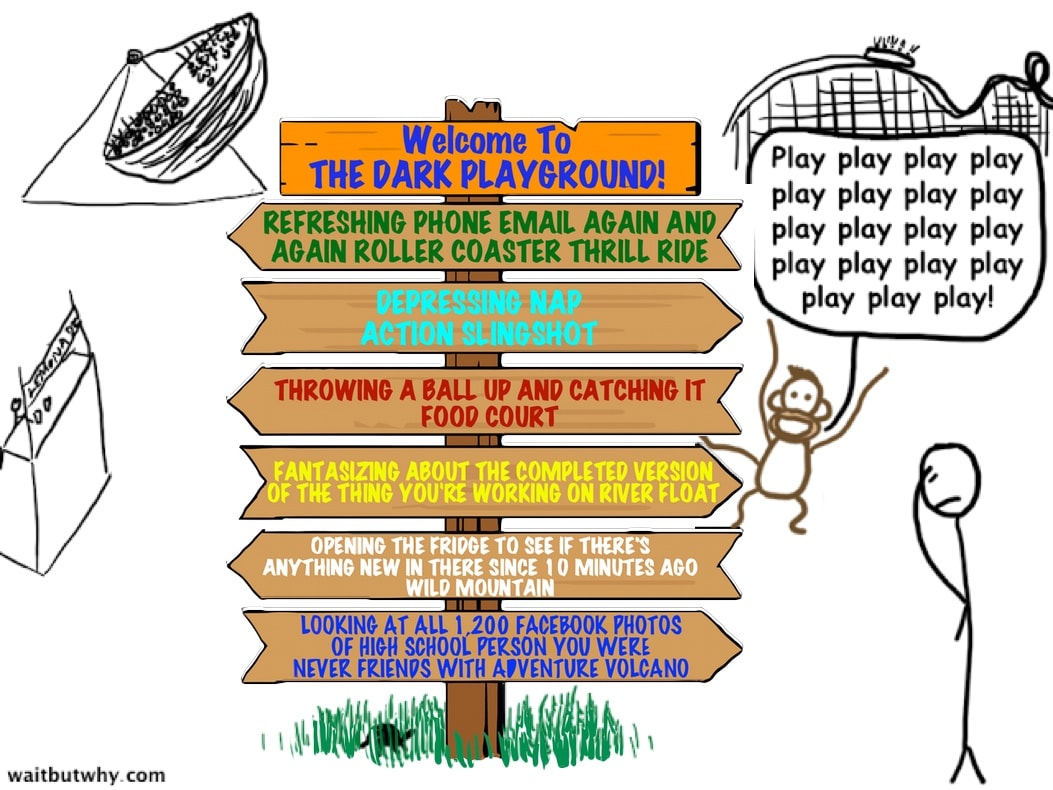 Welcome To
THE DARK PLAYGROUND!
REFRESHING PHONE EMAIL AGAIN AND
AGAIN ROLLER COASTER THRILL RIDE
DEPRESSING NAP
ACTION SLINGSHOT
THROWING A BALL UP AND CATCHING IT
FOOD COURT
FANTASIZING ABOUT THE COMPLETED VERSION
OF THE THING YOU'RE WORKING ON RIVER FLOAT
OPENING THE FRIDGE TO SEE IF THERE'S
ANYTHING NEW IN THERE SINCE 10 MINUTES AGO
WILD MOUNTAIN
LOOKING AT ALL 1,200 FACEBOOK PHOTOS
OF HIGH SCHOOL PERSON YOU WERE
NEVER FRIENDS WITH ADVENTURE VOLCANO
Play play play play
play play play play
play play play play
play play play play
play play play!
LEMONADE
waitbutwhy.com